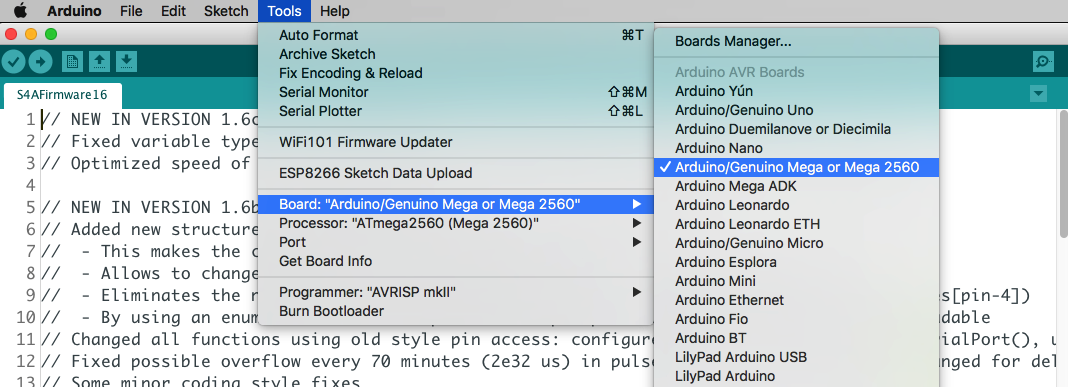 Arduino File Edit Sketch Tools Help
Auto Format ⌘T
Archive Sketch
Fix Encoding & Reload
Serial Monitor ⇧⌘M
Serial Plotter ⇧⌘L
WiFi101 Firmware Updater
ESP8266 Sketch Data Upload
Board: "Arduino/Genuino Mega or Mega 2560"
Processor: "ATmega2560 (Mega 2560)"
Port
Get Board Info
Programmer: "AVRISP mkII"
Burn Bootloader
Boards Manager...
Arduino AVR Boards
Arduino Yún
Arduino/Genuino Uno
Arduino Duemilanove or Diecimila
Arduino Nano
✓ Arduino/Genuino Mega or Mega 2560
Arduino Mega ADK
Arduino Leonardo
Arduino Leonardo ETH
Arduino/Genuino Micro
Arduino Esplora
Arduino Mini
Arduino Ethernet
Arduino Fio
Arduino BT
LilyPad Arduino USB
LilyPad Arduino
S4AFirmware16
1 // NEW IN VERSION 1.6c
2 // Fixed variable type
3 // Optimized speed of
4
5 // NEW IN VERSION 1.6b
6 // Added new structure
7 //  - This makes the
8 //  - Allows to change
9 //  - Eliminates the es[pin-4])
10 //  - By using an enum adable
11 // Changed all functions using old style pin access: configure rialPort(), u
12 // Fixed possible overflow every 70 minutes (2e32 us) in pulse nged for del
13 // Some minor coding style fixes